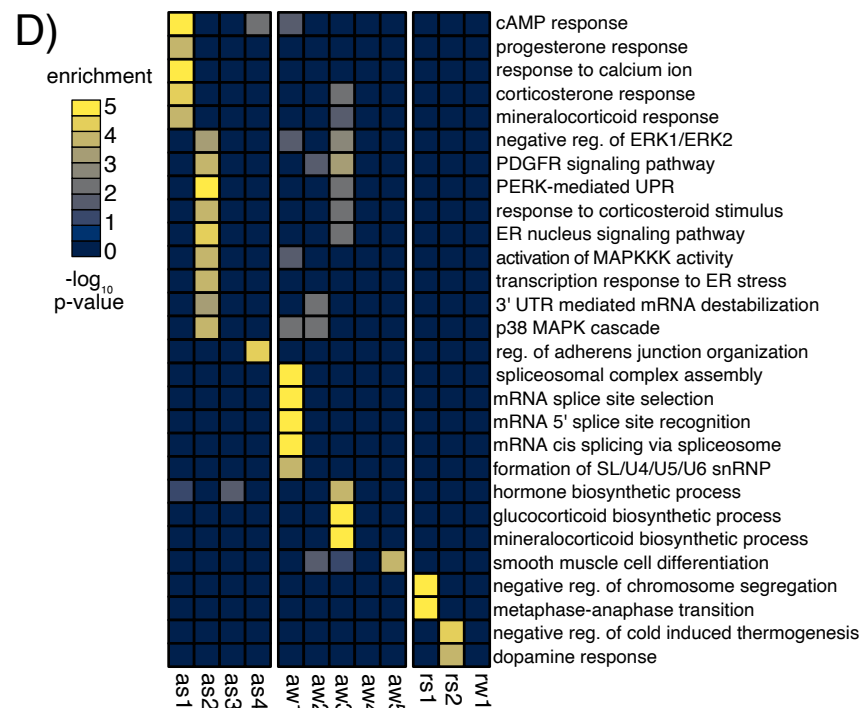 D)
enrichment
5
4
3
2
1
0
-log10
p-value
cAMP response
progesterone response
response to calcium ion
corticosterone response
mineralocorticoid response
negative reg. of ERK1/ERK2
PDGFR signaling pathway
PERK-mediated UPR
response to corticosteroid stimulus
ER nucleus signaling pathway
activation of MAPKKK activity
transcription response to ER stress
3' UTR mediated mRNA destabilization
p38 MAPK cascade
reg. of adherens junction organization
spliceosomal complex assembly
mRNA splice site selection
mRNA 5' splice site recognition
mRNA cis splicing via spliceosome
formation of SL/U4/U5/U6 snRNP
hormone biosynthetic process
glucocorticoid biosynthetic process
mineralocorticoid biosynthetic process
smooth muscle cell differentiation
negative reg. of chromosome segregation
metaphase-anaphase transition
negative reg. of cold induced thermogenesis
dopamine response
as1
as2
as3
as4
aw1
aw2
aw3
aw4
aw5
rs1
rs2
rw1